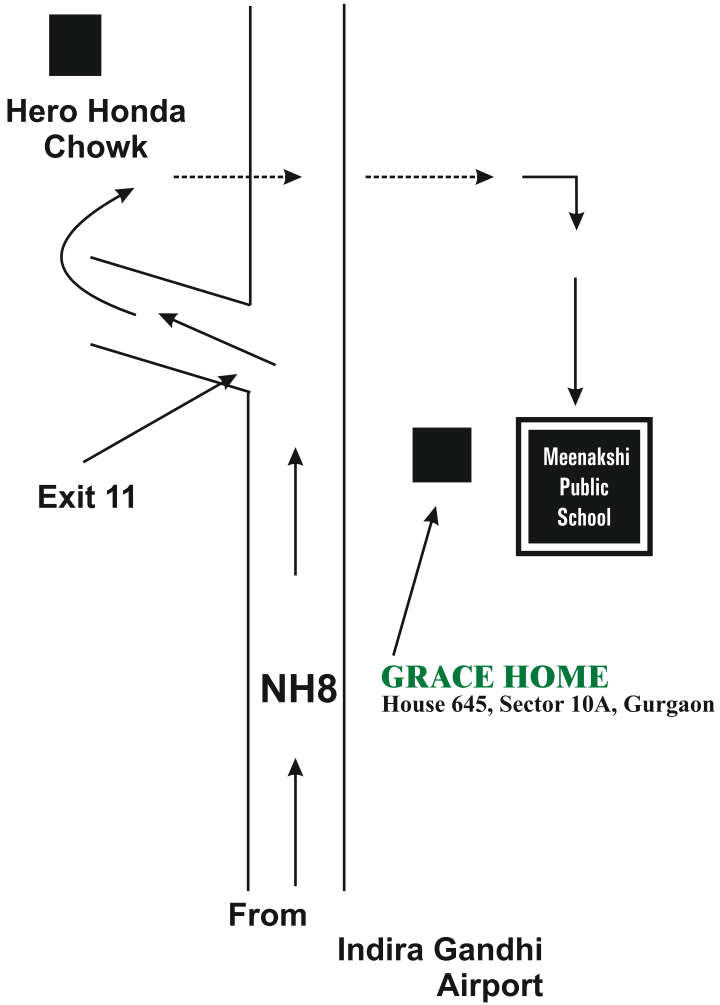 Hero Honda
Chowk
Exit 11
Meenakshi
Public
School
GRACE HOME
House 645, Sector 10A, Gurgaon
NH8
From
Indira Gandhi
Airport